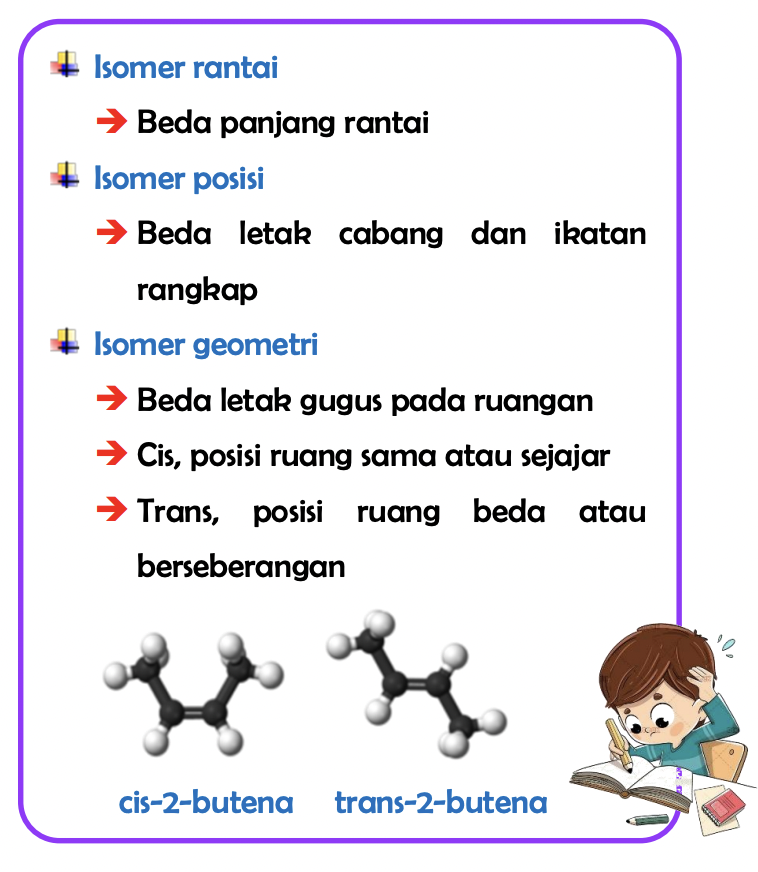 Isomer rantai
Beda panjang rantai
Isomer posisi
Beda letak cabang dan ikatan
rangkap
Isomer geometri
Beda letak gugus pada ruangan
Cis, posisi ruang sama atau sejajar
Trans, posisi ruang beda atau
berseberangan
cis-2-butena trans-2-butena